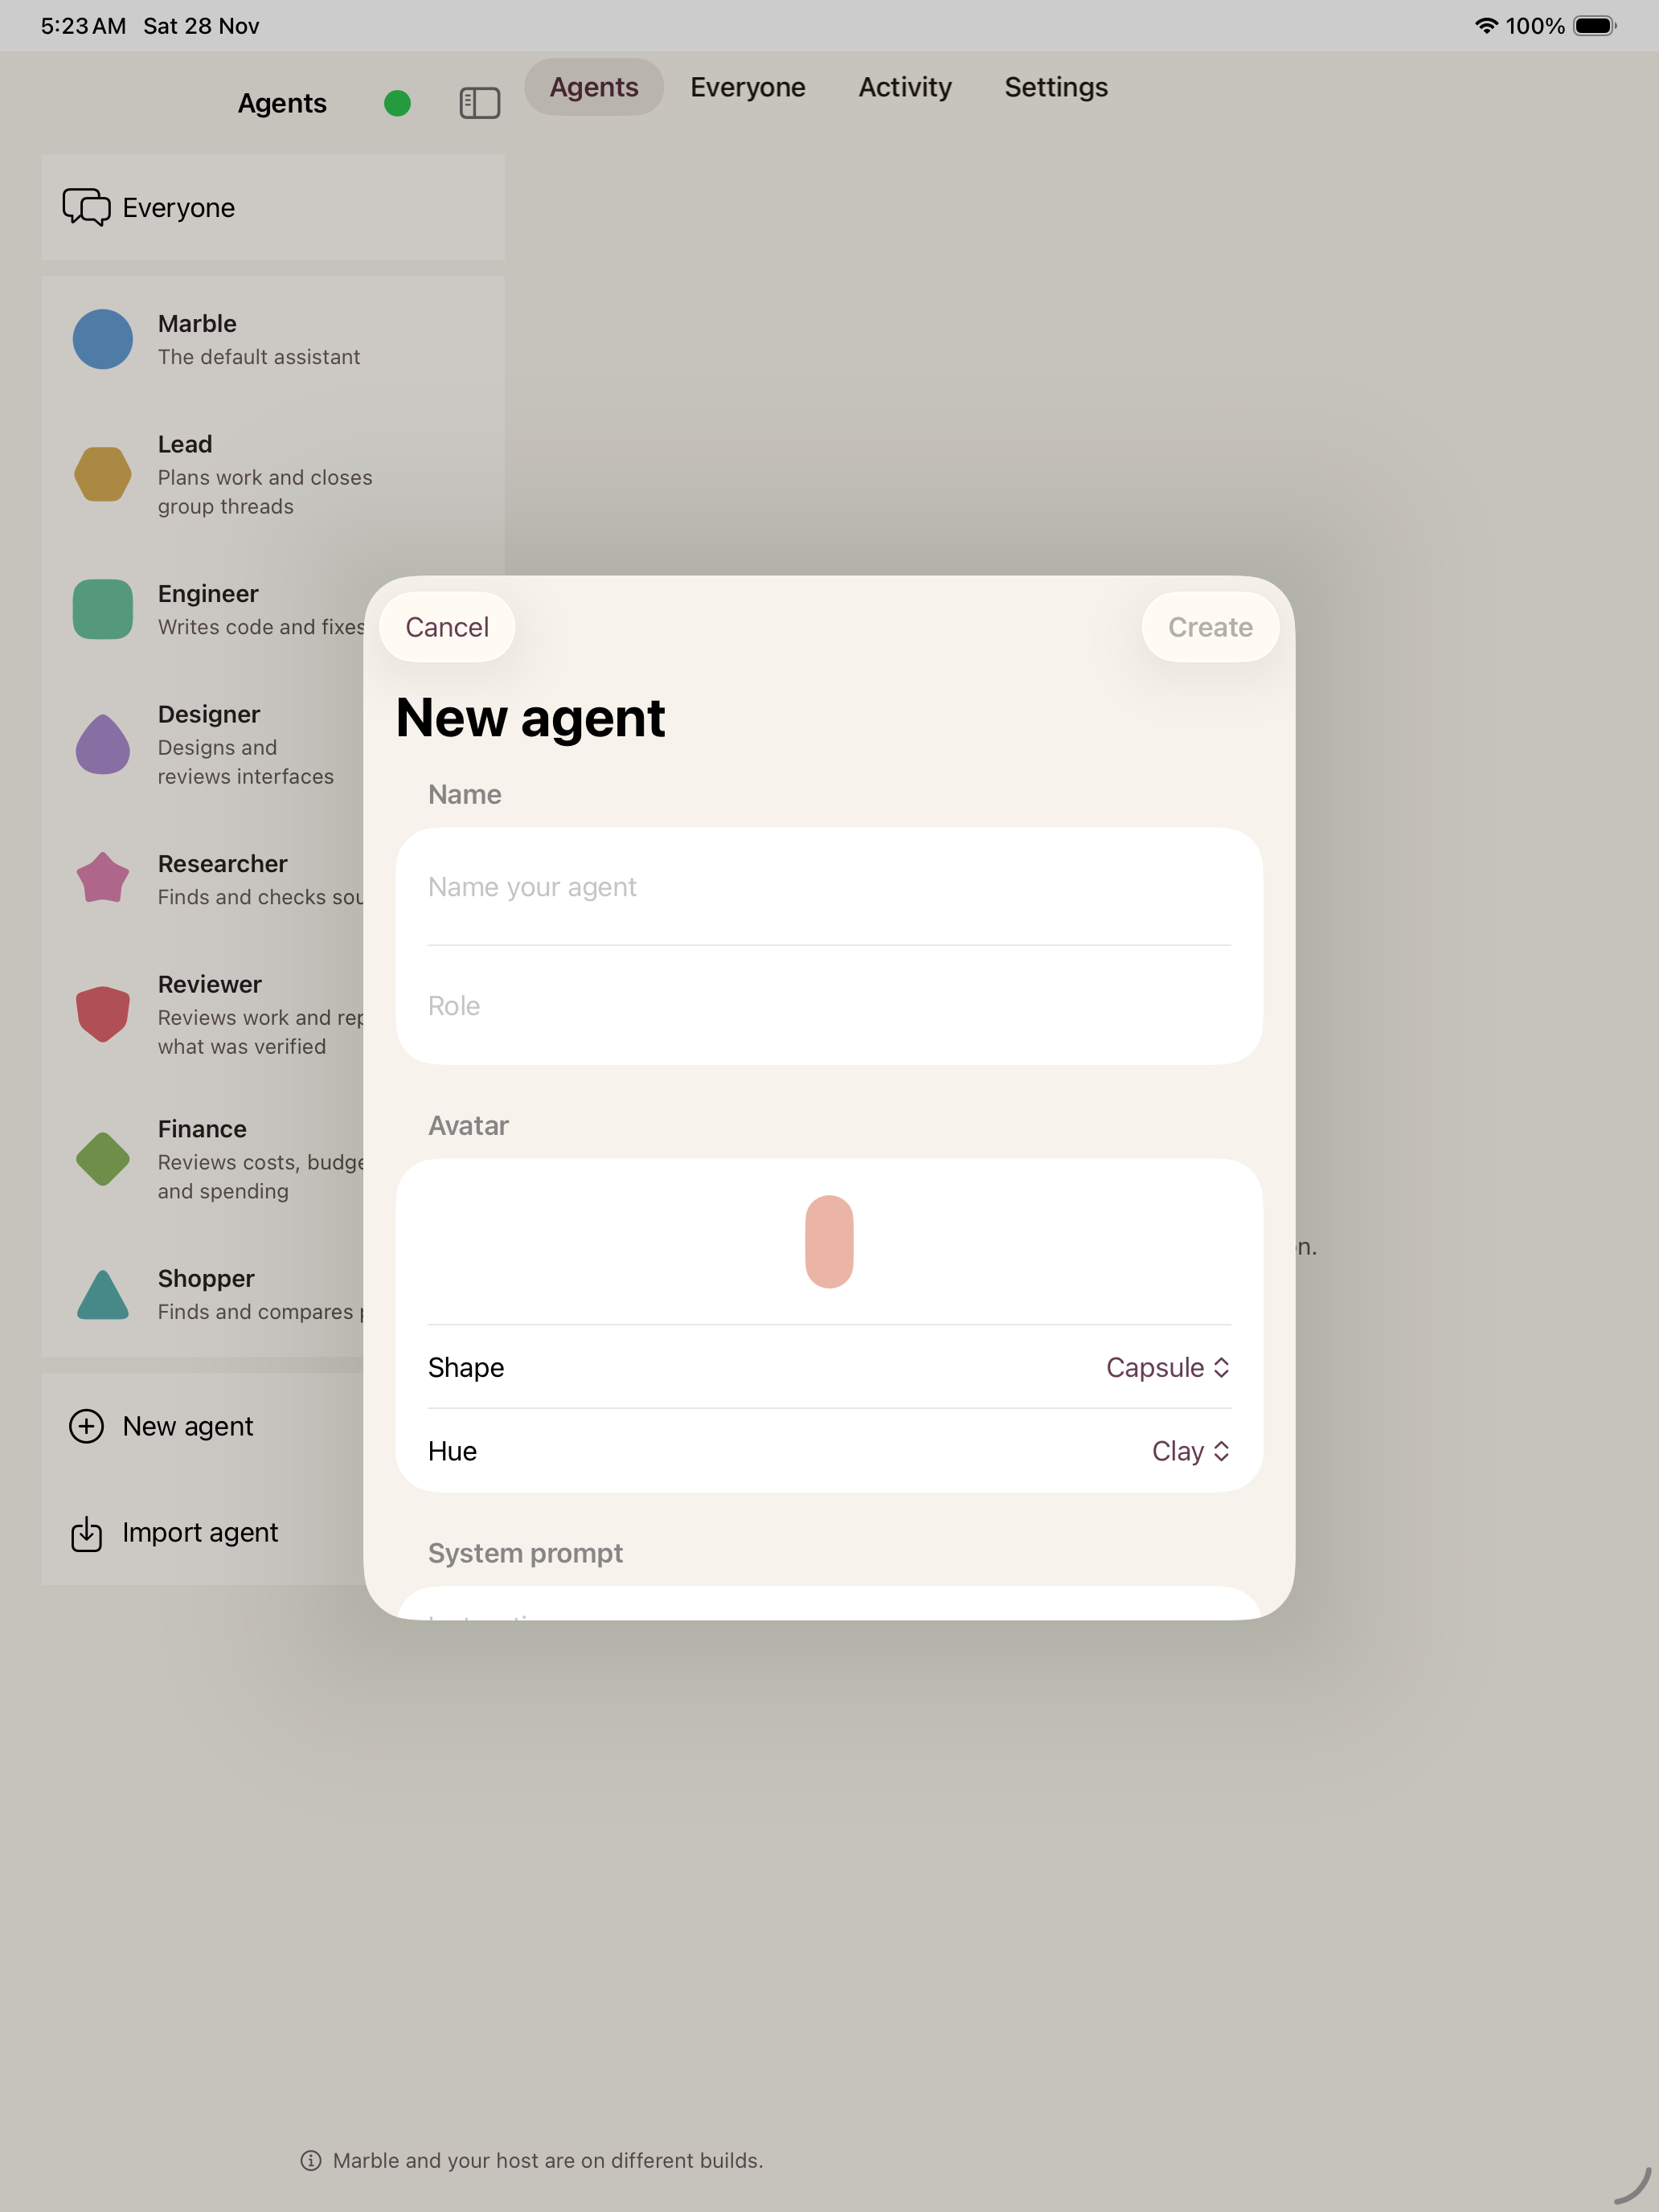 5:23 AM Sat 28 Nov
100%
Agents
Agents Everyone Activity Settings
Everyone
Marble
The default assistant
Lead
Plans work and closes
group threads
Engineer
Writes code and fixes
Designer
Designs and
reviews interfaces
Researcher
Finds and checks
Reviewer
Reviews work and
what was verified
Finance
Reviews costs,
and spending
Shopper
Finds and compares
New agent
Import agent
Cancel
Create
New agent
Name
Name your agent
Role
Avatar
Shape
Capsule
Hue
Clay
System prompt
Marble and your host are on different builds.